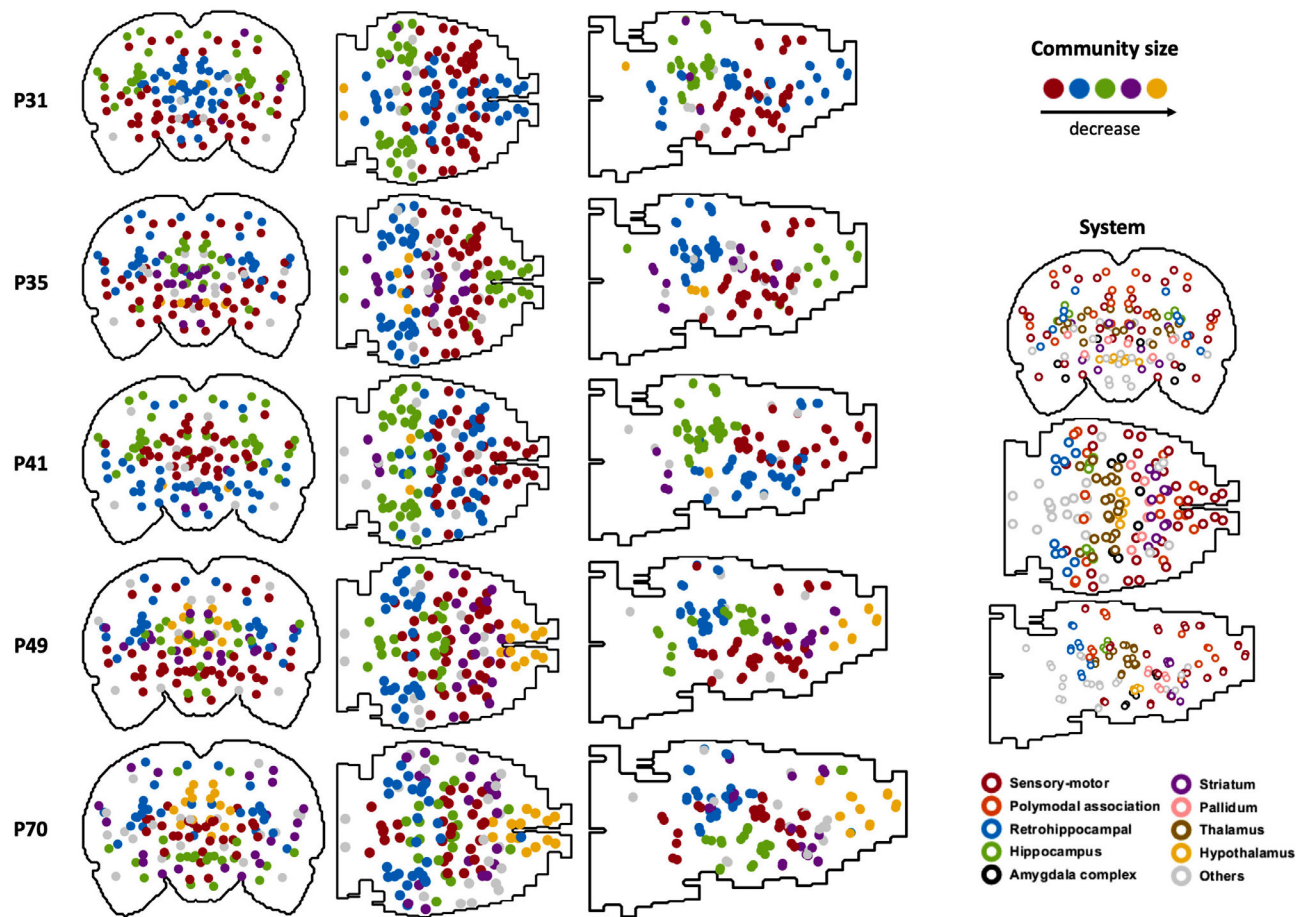 P31
P35
P41
P49
P70
Community size
decrease
System
Sensory-motor
Polymodal association
Retrohippocampal
Hippocampus
Amygdala complex
Striatum
Pallidum
Thalamus
Hypothalamus
Others